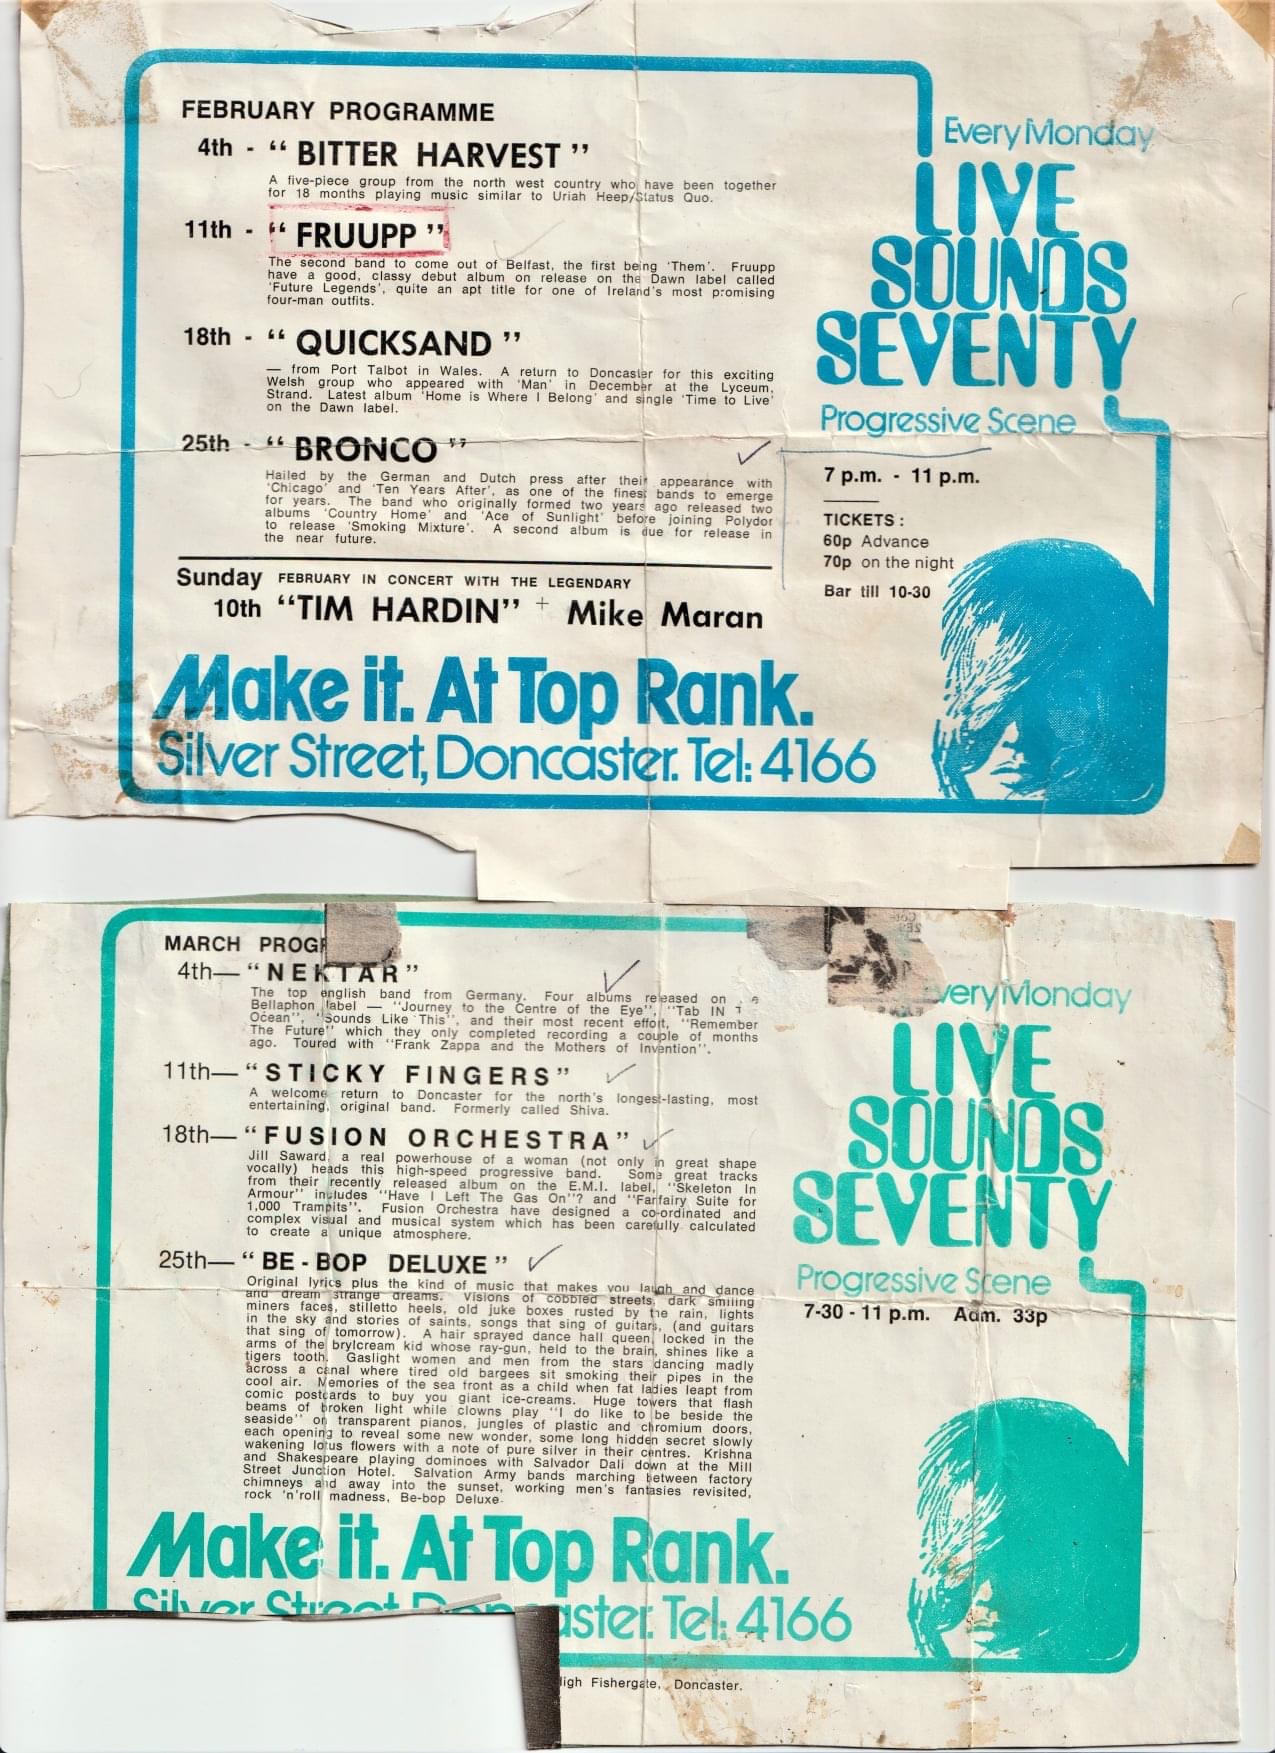 FEBRUARY PROGRAMME
4th - “ BITTER HARVEST ”
A five-piece group from the north west country who have been together
for 18 months playing music similar to Uriah Heep/Status Quo.
11th - “ FRUUPP ”
The second band to come out of Belfast, the first being ‘Them’. Fruupp
have a good, classy debut album on release on the Dawn label called
‘Future Legends’, quite an apt title for one of Ireland’s most promising
four-man outfits.
18th - “ QUICKSAND ”
— from Port Talbot in Wales. A return to Doncaster for this exciting
Welsh group who appeared with ‘Man’ in December at the Lyceum,
Strand. Latest album ‘Home is Where I Belong’ and single ‘Time to Live’
on the Dawn label.
25th - “ BRONCO ”
Hailed by the German and Dutch press after their appearance with
‘Chicago’ and ‘Ten Years After’, as one of the finest bands to emerge
for years. The band who originally formed two years ago released two
albums ‘Country Home’ and ‘Ace of Sunlight’ before joining Polydor
to release ‘Smoking Mixture’. A second album is due for release in
the near future.
Sunday FEBRUARY IN CONCERT WITH THE LEGENDARY
10th “TIM HARDIN” + Mike Maran
Every Monday
LIVE
SOUNDS
SEVENTY
Progressive Scene
7 p.m. - 11 p.m.
TICKETS :
60p Advance
70p on the night
Bar till 10-30
Make it. At Top Rank.
Silver Street, Doncaster. Tel: 4166
MARCH PROGR
4th— “NEKTAR”
The top english band from Germany. Four albums released on
Bellaphon label — “Journey to the Centre of the Eye”, “Tab IN T
Ocean”, “Sounds Like This”, and their most recent effort, “Remember
The Future” which they only completed recording a couple of months
ago. Toured with “Frank Zappa and the Mothers of Invention”.
11th— “STICKY FINGERS”
A welcome return to Doncaster for the north’s longest-lasting, most
entertaining, original band. Formerly called Shiva.
18th— “FUSION ORCHESTRA”
Jill Saward, a real powerhouse of a woman (not only in great shape
vocally) heads this high-speed progressive band. Some great tracks
from their recently released album on the E.M.I. label, “Skeleton In
Armour” includes “Have I Left The Gas On”? and “Farfairy Suite for
1,000 Trampits”. Fusion Orchestra have designed a co-ordinated and
complex visual and musical system which has been carefully calculated
to create a unique atmosphere.
25th— “ BE - BOP DELUXE ”
Original lyrics plus the kind of music that makes you laugh and dance
and dream strange dreams. Visions of cobbled streets, dark smiling
miners faces, stilletto heels, old juke boxes rusted by the rain, lights
in the sky and stories of saints, songs that sing of guitars, (and guitars
that sing of tomorrow). A hair sprayed dance hall queen, locked in the
arms of the brylcream kid whose ray-gun, held to the brain, shines like a
tigers tooth. Gaslight women and men from the stars dancing madly
across a canal where tired old bargees sit smoking their pipes in the
cool air. Memories of the sea front as a child when fat ladies leapt from
comic postcards to buy you giant ice-creams. Huge towers that flash
beams of broken light while clowns play “I do like to be beside the
seaside” on transparent pianos, jungles of plastic and chromium doors,
each opening to reveal some new wonder, some long hidden secret slowly
wakening lotus flowers with a note of pure silver in their centres. Krishna
and Shakespeare playing dominoes with Salvador Dali down at the Mill
Street Junction Hotel. Salvation Army bands marching between factory
chimneys and away into the sunset, working men’s fantasies revisited,
rock ’n’roll madness, Be-bop Deluxe.
very Monday
LIVE
SOUNDS
SEVENTY
Progressive Scene
7-30 - 11 p.m. Adm. 33p
Make it. At Top Rank.
Silver Street Doncaster. Tel: 4166
High Fishergate, Doncaster.